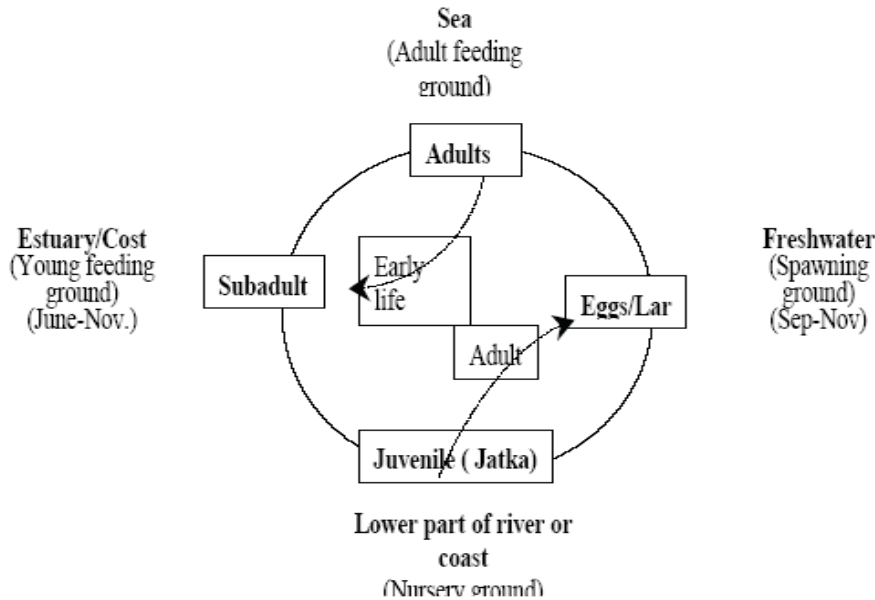 Sea
(Adult feeding
ground)
Adults
Estuary/Cost
(Young feeding
ground)
(June-Nov.)
Subadult
Early
life
Freshwater
(Spawning
ground)
(Sep-Nov)
Eggs/Lar
Adult
Juvenile ( Jatka)
Lower part of river or
coast
(Nursery ground)